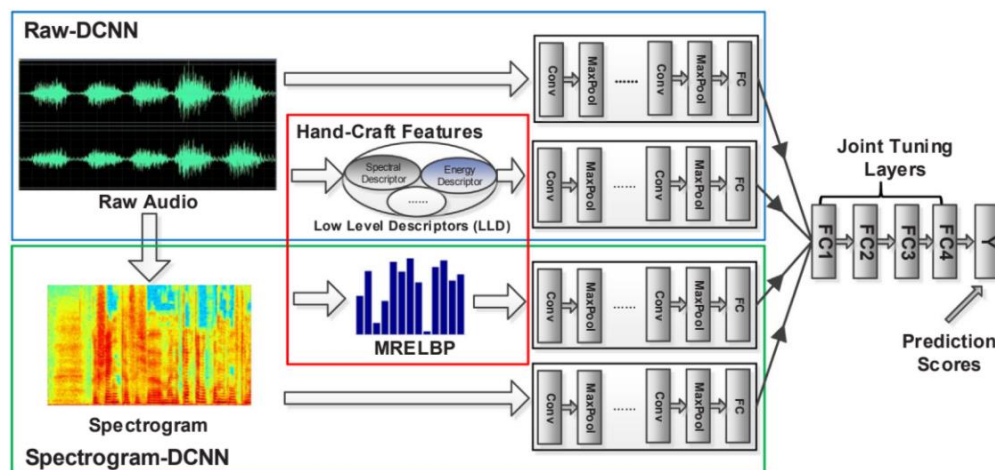 Raw-DCNN
Raw Audio
Hand-Craft Features
Spectral
Descriptor
Energy
Descriptor
......
Low Level Descriptors (LLD)
Conv
MaxPool
......
Conv
MaxPool
FC
Conv
MaxPool
......
Conv
MaxPool
FC
MRELBP
Conv
MaxPool
......
Conv
MaxPool
FC
Conv
MaxPool
......
Conv
MaxPool
FC
Spectrogram
Spectrogram-DCNN
Joint Tuning
Layers
FC1
FC2
FC3
FC4
Y
Prediction
Scores